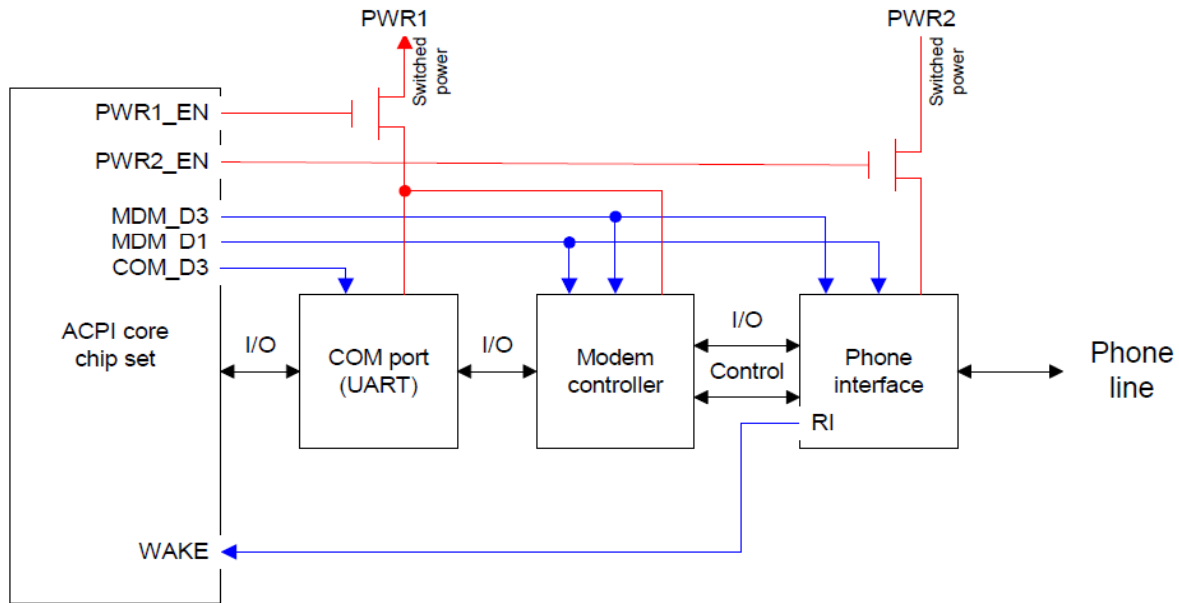 PWR1
PWR2
Switched
power
Switched
power
PWR1_EN
PWR2_EN
MDM_D3
MDM_D1
COM_D3
ACPI core
chip set
I/O
COM port
(UART)
I/O
Modem
controller
I/O
Control
Phone
interface
RI
Phone
line
WAKE